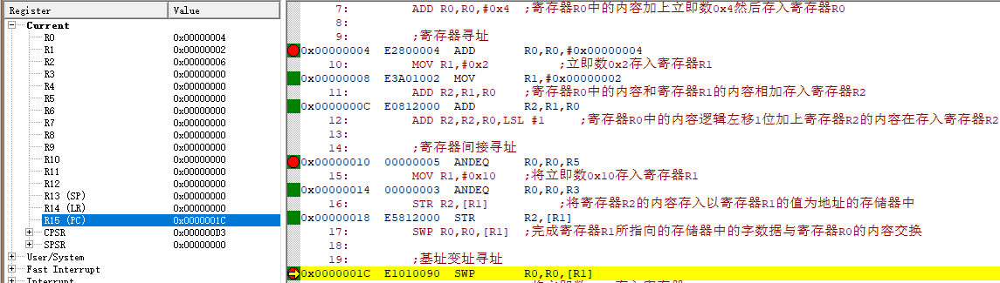 Register Value
Current
R0 0x00000004
R1 0x00000002
R2 0x00000006
R3 0x00000000
R4 0x00000000
R5 0x00000000
R6 0x00000000
R7 0x00000000
R8 0x00000000
R9 0x00000000
R10 0x00000000
R11 0x00000000
R12 0x00000000
R13 (SP) 0x00000000
R14 (LR) 0x00000000
R15 (PC) 0x0000001C
CPSR 0x000000D3
SPSR 0x00000000
User/System
Fast Interrupt
Interrupt
7: ADD R0,R0,#0x4 ;寄存器R0中的内容加上立即数0x4然后存入寄存器R0
8:
9: ;寄存器寻址
0x00000004 E2800004 ADD R0,R0,#0x00000004
10: MOV R1,#0x2 ;立即数0x2存入寄存器R1
0x00000008 E3A01002 MOV R1,#0x00000002
11: ADD R2,R1,R0 ;寄存器R0中的内容和寄存器R1的内容相加存入寄存器R2
0x0000000C E0812000 ADD R2,R1,R0
12: ADD R2,R2,R0,LSL #1 ;寄存器R0中的内容逻辑左移1位加上寄存器R2的内容在存入寄存器R2
13:
14: ;寄存器间接寻址
0x00000010 00000005 ANDEQ R0,R0,R5
15: MOV R1,#0x10 ;将立即数0x10存入寄存器R1
0x00000014 00000003 ANDEQ R0,R0,R3
16: STR R2,[R1] ;将寄存器R2的内容存入以寄存器R1的值为地址的存储器中
0x00000018 E5812000 STR R2,[R1]
17: SWP R0,R0,[R1] ;完成寄存器R1所指向的存储器中的字数据与寄存器R0的内容交换
18:
19: ;基址变址寻址
0x0000001C E1010090 SWP R0,R0,[R1]